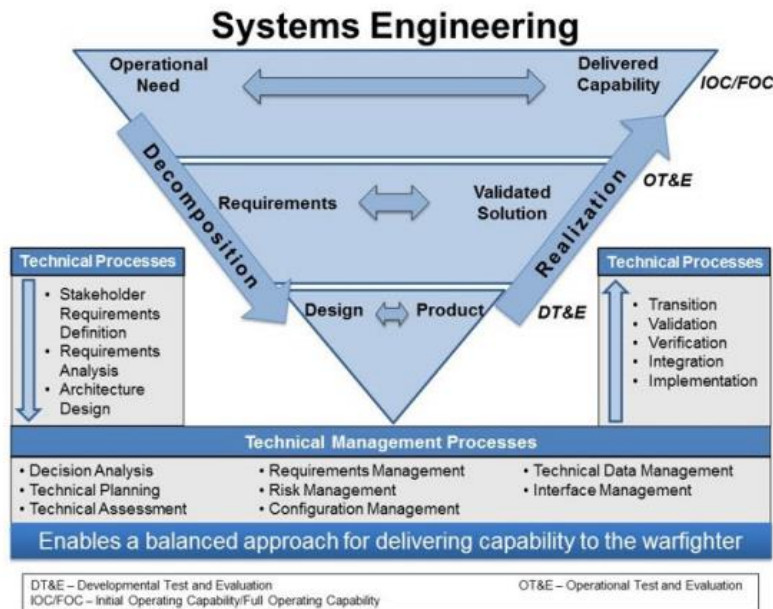 Systems Engineering
Operational
Need
Delivered
Capability
IOC/FOC
Decomposition
Realization
Requirements
Validated
Solution
OT&E
Design
Product
DT&E
Technical Processes
• Stakeholder
Requirements
Definition
• Requirements
Analysis
• Architecture
Design
Technical Processes
• Transition
• Validation
• Verification
• Integration
• Implementation
Technical Management Processes
• Decision Analysis
• Technical Planning
• Technical Assessment
• Requirements Management
• Risk Management
• Configuration Management
• Technical Data Management
• Interface Management
Enables a balanced approach for delivering capability to the warfighter
DT&E – Developmental Test and Evaluation
OT&E – Operational Test and Evaluation
IOC/FOC – Initial Operating Capability/Full Operating Capability